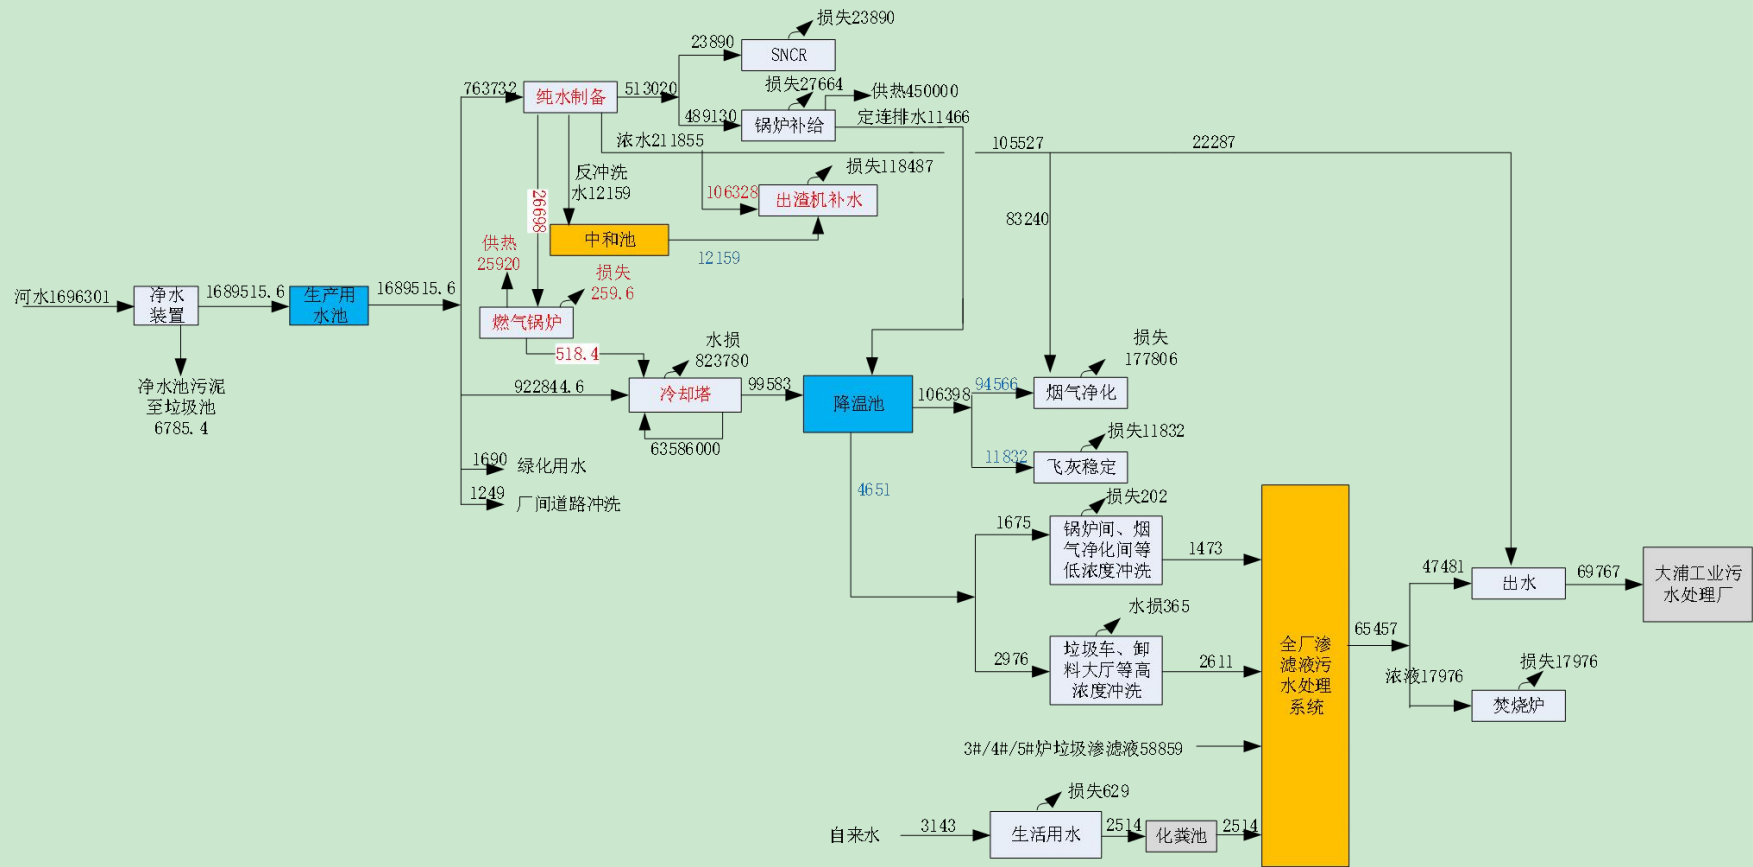 损失23890
23890
SNCR
763732
纯水制备
513020
损失27664
供热450000
489130
锅炉补给
定连排水11466
浓水211855
105527
22287
反冲洗
水12159
损失118487
106328
出渣机补水
26698
83240
中和池
12159
供热
25920
损失
259.6
河水1696301
净水
装置
1689515.6
生产用
水池
1689515.6
燃气锅炉
518.4
水损
823780
损失
177806
净水池污泥
至垃圾池
6785.4
922844.6
冷却塔
99583
降温池
106398
94566
烟气净化
63586000
损失11832
11832
飞灰稳定
1690
绿化用水
1249
厂间道路冲洗
4651
损失202
1675
锅炉间、烟
气净化间等
低浓度冲洗
1473
水损365
2976
垃圾车、卸
料大厅等高
浓度冲洗
2611
全厂渗
滤液污
水处理
系统
65457
47481
出水
69767
大浦工业污
水处理厂
浓液17976
损失17976
焚烧炉
3#/4#/5#炉垃圾渗滤液58859
损失629
自来水
3143
生活用水
2514
化粪池
2514